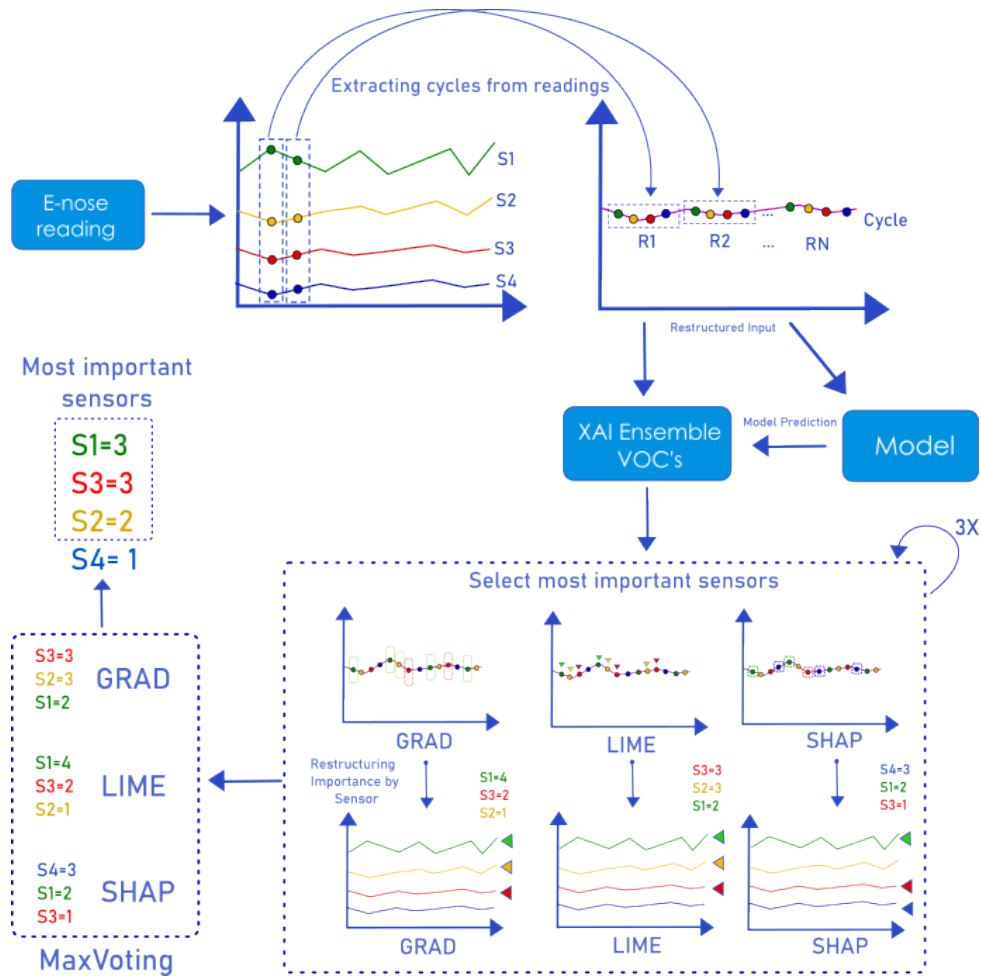 Extracting cycles from readings
E-nose
reading
S1
S2
S3
S4
R1
R2
...
...
RN
Cycle
Restructured Input
XAI Ensemble
VOC's
Model Prediction
Model
3X
Select most important sensors
GRAD
LIME
SHAP
Restructuring
Importance by
Sensor
S1=4
S3=2
S2=1
S3=3
S2=3
S1=2
S4=3
S1=2
S3=1
GRAD
LIME
SHAP
Most important
sensors
S1=3
S3=3
S2=2
S4= 1
S3=3
S2=3
S1=2
GRAD
S1=4
S3=2
S2=1
LIME
S4=3
S1=2
S3=1
SHAP
MaxVoting